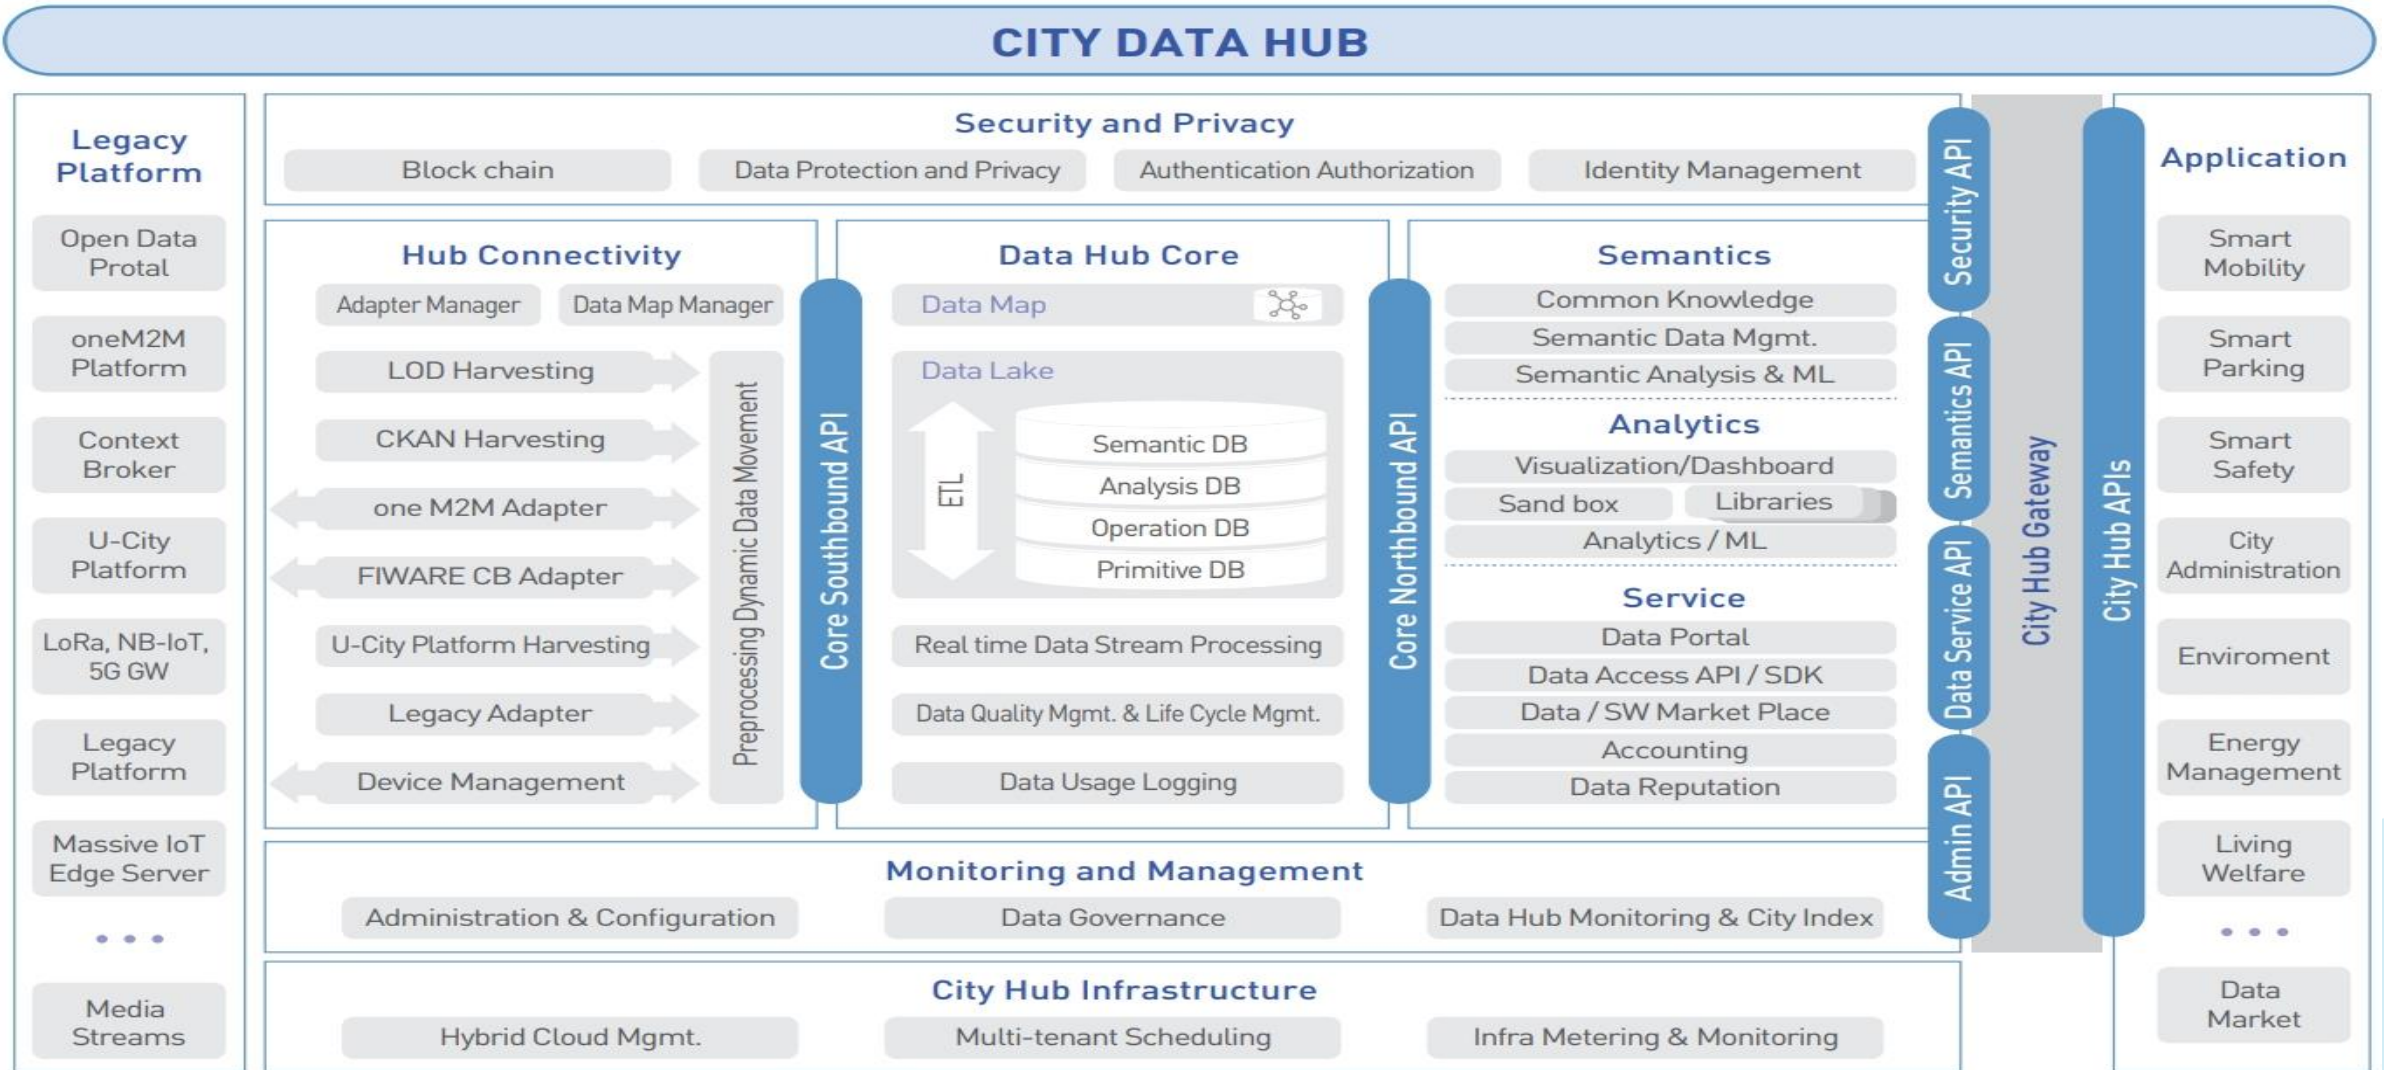 CITY DATA HUB
Legacy
Platform
Open Data
Protal
oneM2M
Platform
Context
Broker
U-City
Platform
LoRa, NB-IoT,
5G GW
Legacy
Platform
Massive IoT
Edge Server
Media
Streams
Security and Privacy
Block chain
Data Protection and Privacy
Authentication Authorization
Identity Management
Hub Connectivity
Adapter Manager
Data Map Manager
LOD Harvesting
CKAN Harvesting
one M2M Adapter
FIWARE CB Adapter
U-City Platform Harvesting
Legacy Adapter
Device Management
Preprocessing Dynamic Data Movement
Core Southbound API
Data Hub Core
Data Map
Data Lake
ETL
Semantic DB
Analysis DB
Operation DB
Primitive DB
Real time Data Stream Processing
Data Quality Mgmt. & Life Cycle Mgmt.
Data Usage Logging
Core Northbound API
Semantics
Common Knowledge
Semantic Data Mgmt.
Semantic Analysis & ML
Analytics
Visualization/Dashboard
Sand box
Libraries
Analytics / ML
Service
Data Portal
Data Access API / SDK
Data / SW Market Place
Accounting
Data Reputation
Monitoring and Management
Administration & Configuration
Data Governance
Data Hub Monitoring & City Index
City Hub Infrastructure
Hybrid Cloud Mgmt.
Multi-tenant Scheduling
Infra Metering & Monitoring
Security API
Semantics API
Data Service API
Admin API
City Hub Gateway
City Hub APIs
Application
Smart
Mobility
Smart
Parking
Smart
Safety
City
Administration
Enviroment
Energy
Management
Living
Welfare
Data
Market